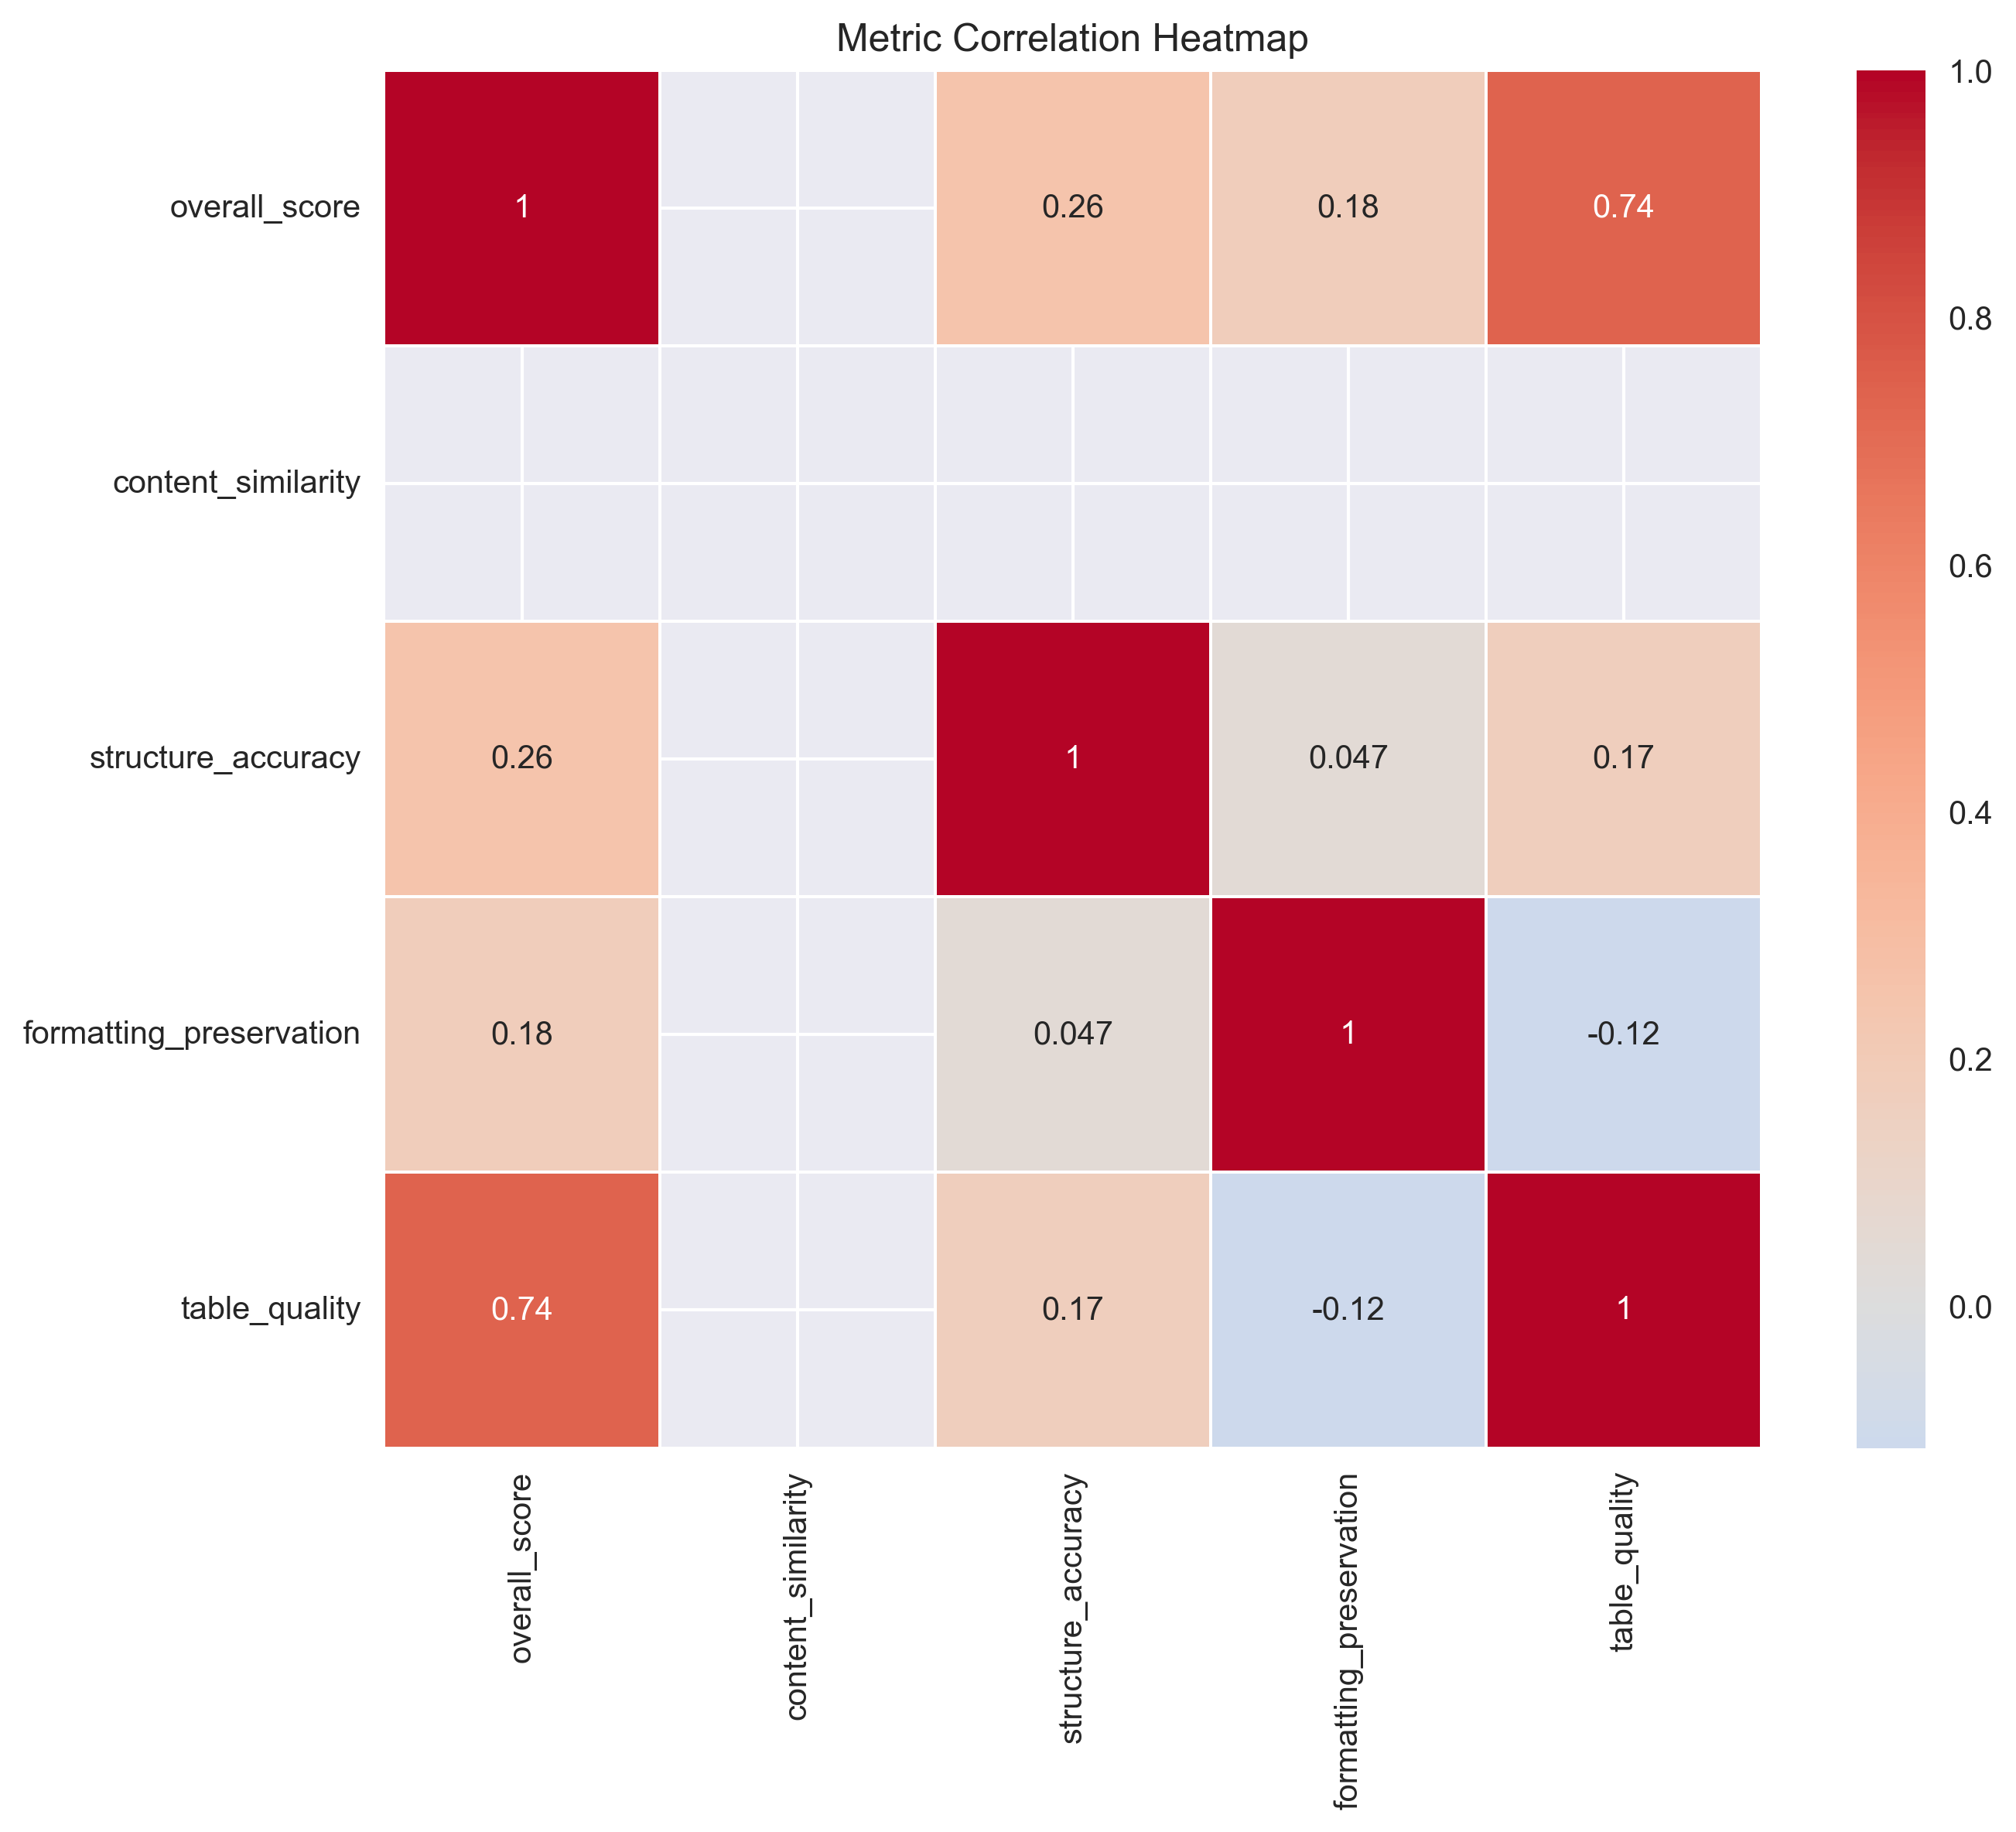 Metric Correlation Heatmap
overall_score 1 0.26 0.18 0.74
content_similarity
structure_accuracy 0.26 1 0.047 0.17
formatting_preservation 0.18 0.047 1 -0.12
table_quality 0.74 0.17 -0.12 1
overall_score
content_similarity
structure_accuracy
formatting_preservation
table_quality
1.0
0.8
0.6
0.4
0.2
0.0